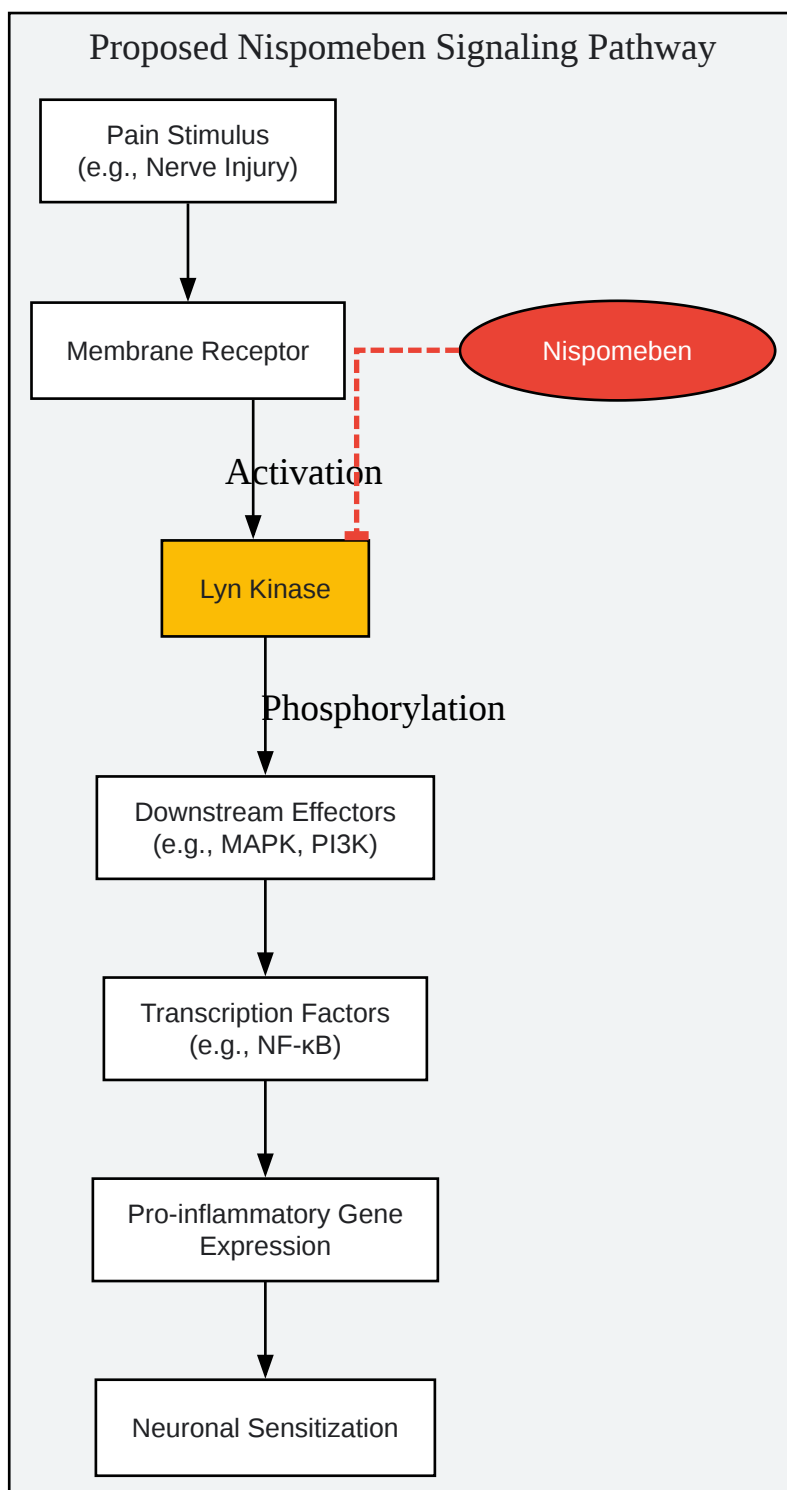 Proposed Nispomeben Signaling Pathway
Pain Stimulus
(e.g., Nerve Injury)
Membrane Receptor
Nispomeben
Activation
Lyn Kinase
Phosphorylation
Downstream Effectors
(e.g., MAPK, PI3K)
Transcription Factors
(e.g., NF-κB)
Pro-inflammatory Gene
Expression
Neuronal Sensitization